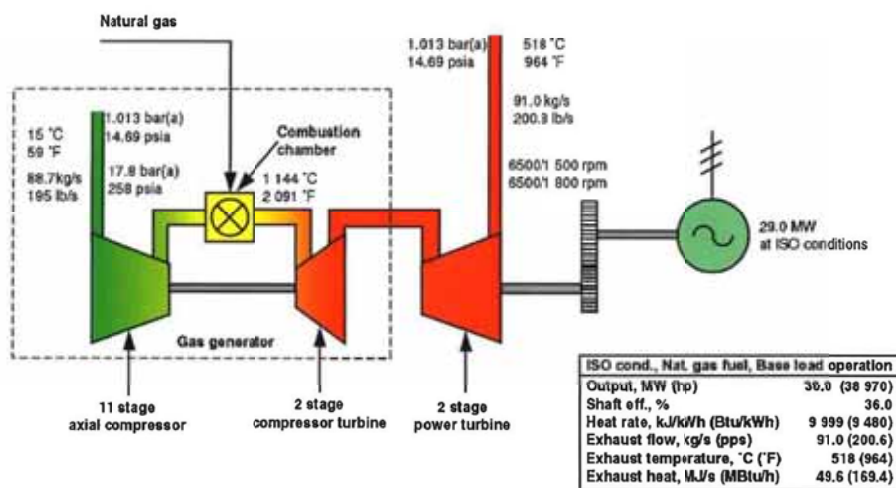 Natural gas
1.013 bar(a)
14.69 psia
518 °C
964 °F
91.0 kg/s
200.8 lb/s
15 °C
59 °F
1.013 bar(a)
14.69 psia
Combustion
chamber
88.7kg/s
195 lb/s
17.8 bar(a)
258 psia
1 144 °C
2 091 °F
6500/1 500 rpm
6500/1 800 rpm
29.0 MW
at ISO conditions
Gas generator
11 stage
axial compressor
2 stage
compressor turbine
2 stage
power turbine
ISO cond., Nat. gas fuel, Base load operation
Output, MW (hp) 36.0 (38 970)
Shaft eff., % 36.0
Heat rate, kJ/kWh (Btu/kWh) 9 999 (9 480)
Exhaust flow, kg/s (pps) 91.0 (200.6)
Exhaust temperature, °C (°F) 518 (964)
Exhaust heat, MJ/s (MBtu/h) 49.6 (169.4)